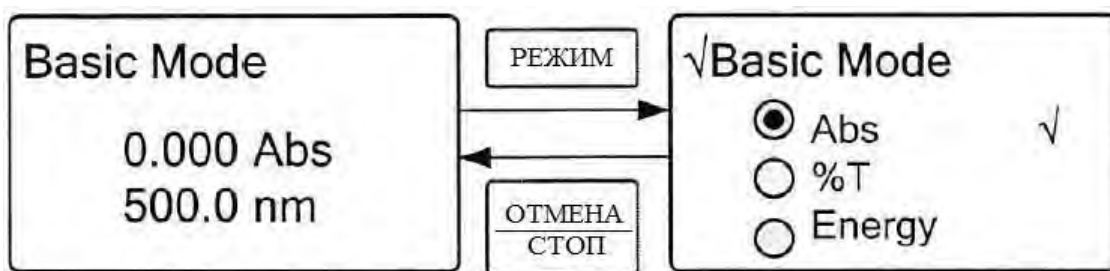 Basic Mode
0.000 Abs
500.0 nm
РЕЖИМ
ОТМЕНА
СТОП
√Basic Mode
Abs √
%T
Energy